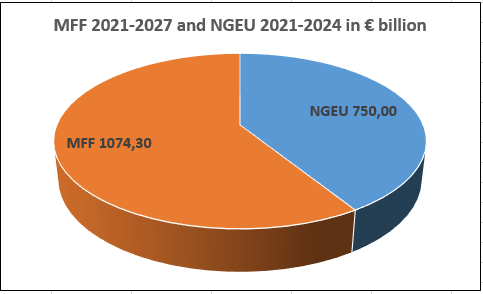 MFF 2021-2027 and NGEU 2021-2024 in € billion
NGEU 750,00
MFF 1074,30